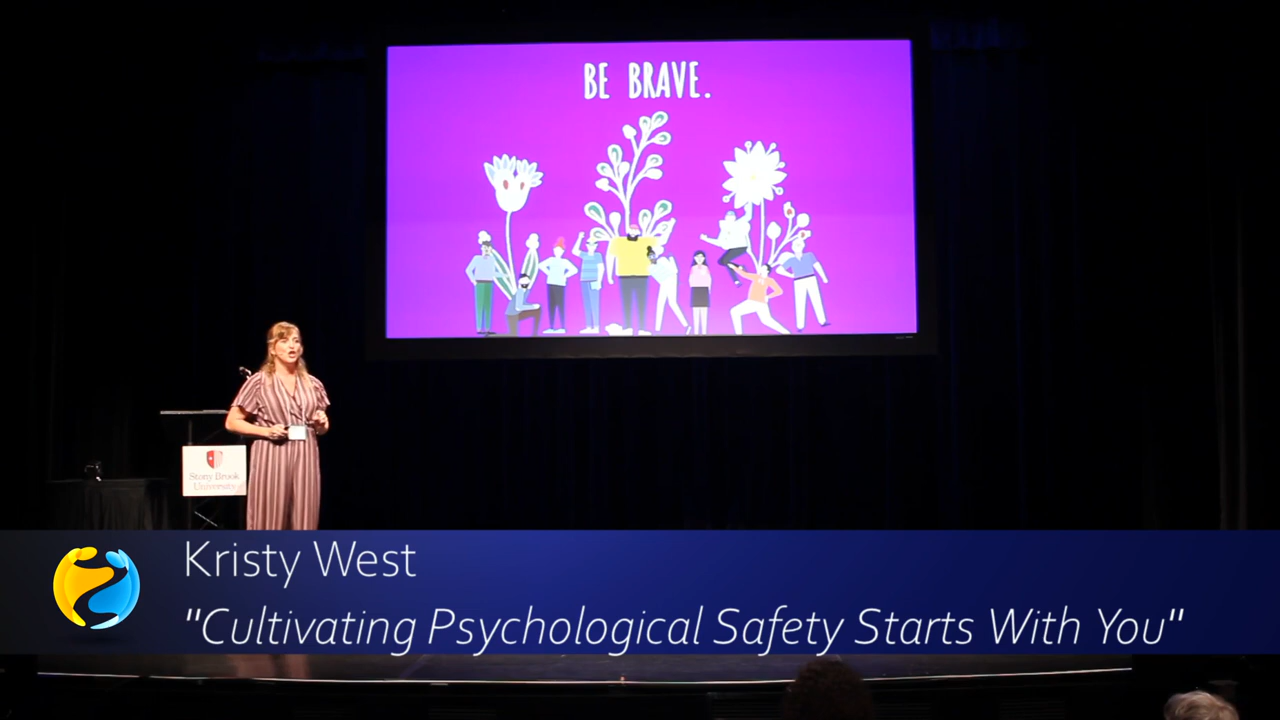 BE BRAVE.
Stony Brook
University
Kristy West
"Cultivating Psychological Safety Starts With You"